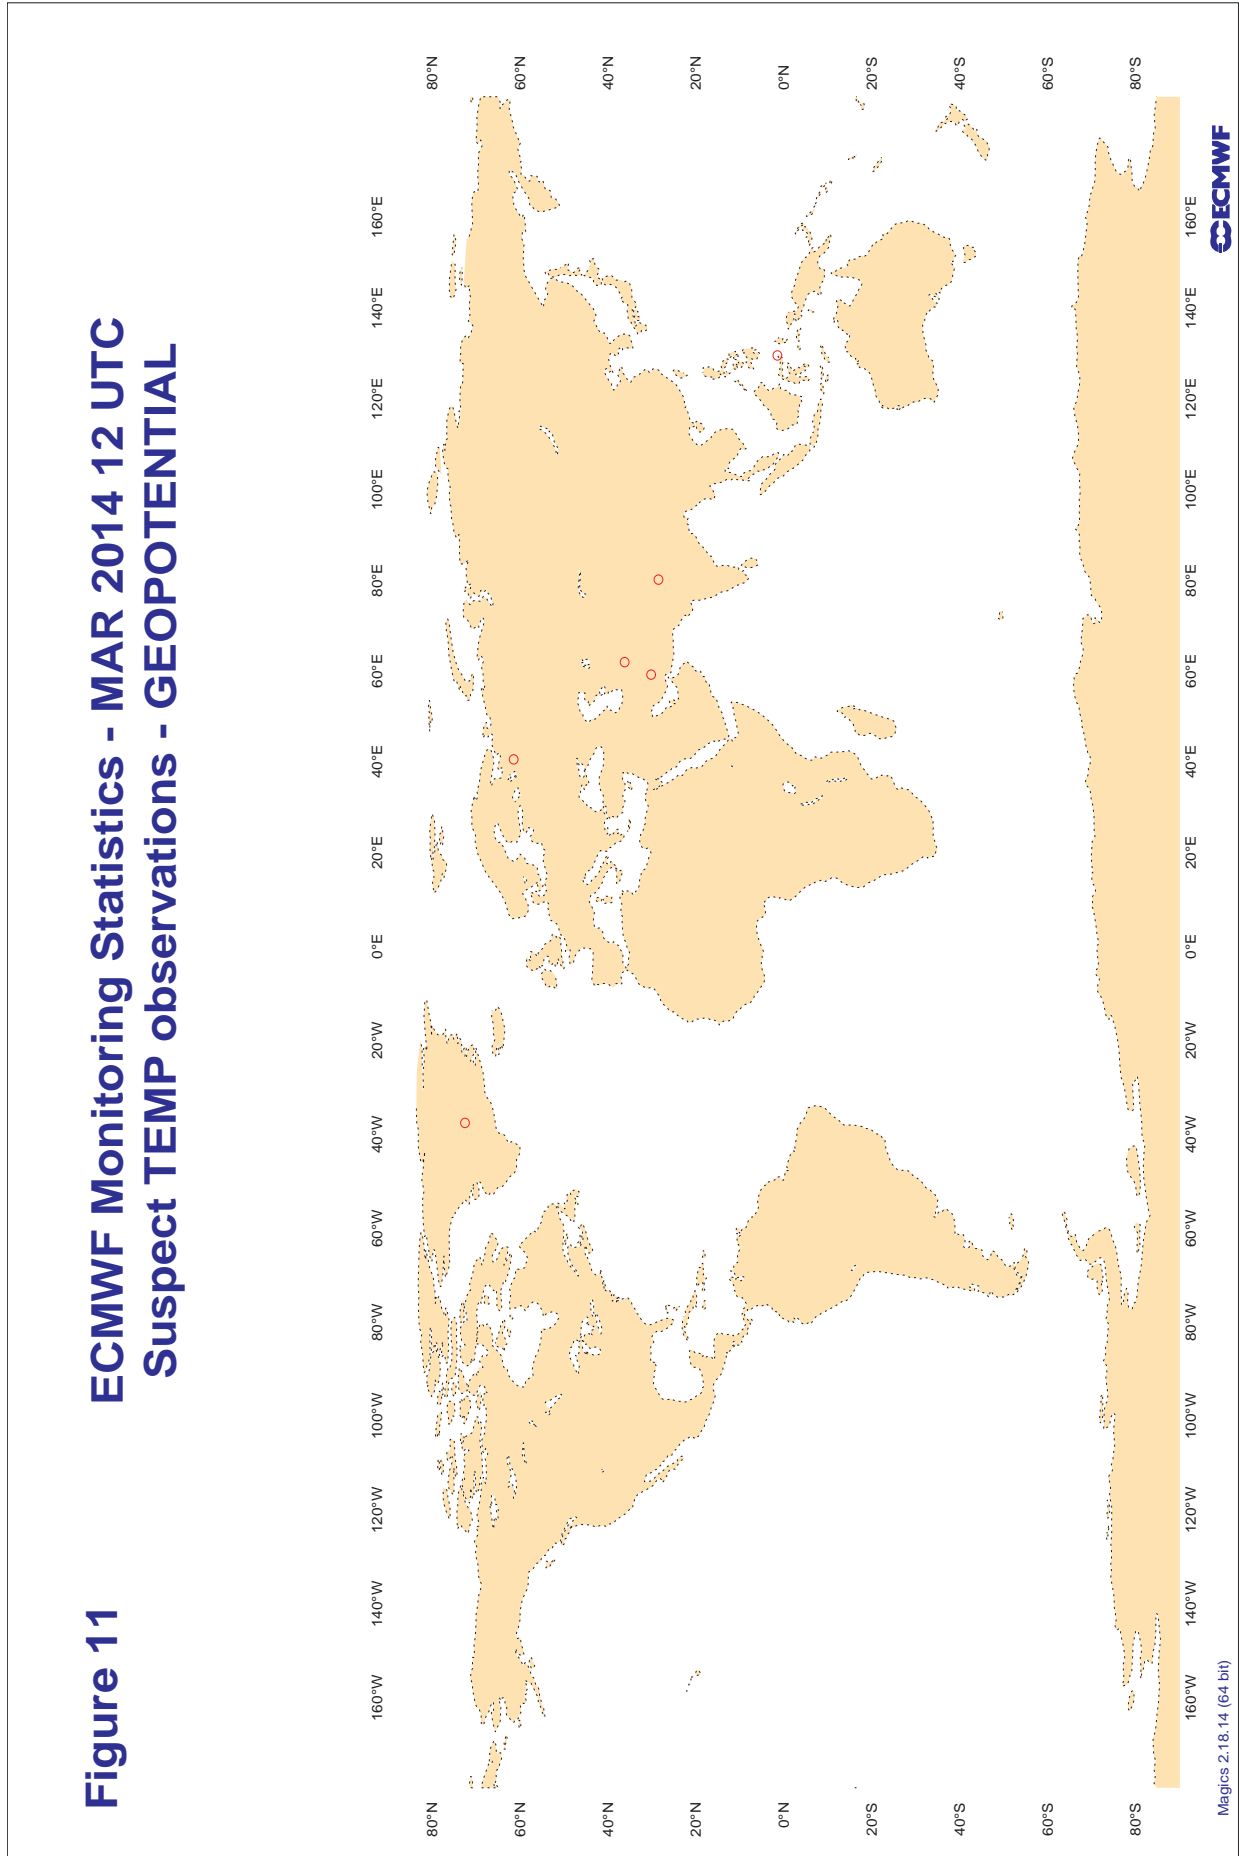 Figure 11
ECMWF Monitoring Statistics - MAR 2014 12 UTC
Suspect TEMP observations - GEOPOTENTIAL
160°W 140°W 120°W 100°W 80°W 60°W 40°W 20°W 0°E 20°E 40°E 60°E 80°E 100°E 120°E 140°E 160°E
80°N 80°N
60°N 60°N
40°N 40°N
20°N 20°N
0°N 0°N
20°S 20°S
40°S 40°S
60°S 60°S
80°S 80°S
160°W 140°W 120°W 100°W 80°W 60°W 40°W 20°W 0°E 20°E 40°E 60°E 80°E 100°E 120°E 140°E 160°E
Magics 2.18.14 (64 bit)
ECMWF